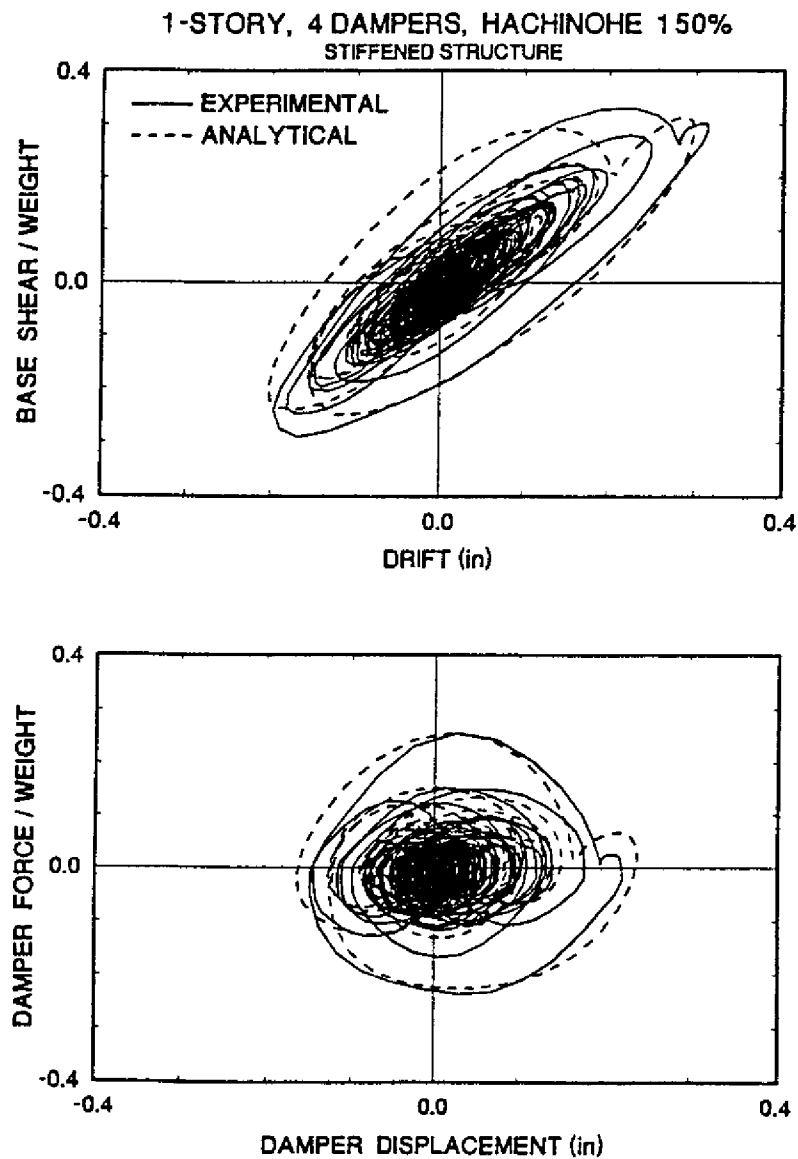 1-STORY, 4 DAMPERS, HACHINOHE 150%
STIFFENED STRUCTURE
0.4
EXPERIMENTAL
ANALYTICAL
BASE SHEAR / WEIGHT
0.0
-0.4
-0.4
0.0
0.4
DRIFT (in)
0.4
DAMPER FORCE / WEIGHT
0.0
-0.4
-0.4
0.0
0.4
DAMPER DISPLACEMENT (in)